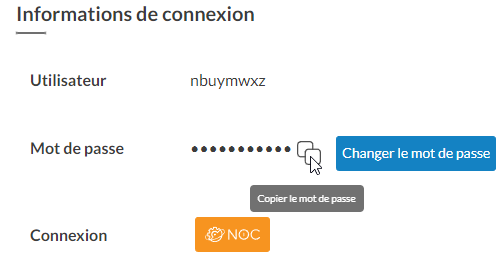 Informations de connexion
Utilisateur nbuymwxz
Mot de passe ••••••••••• Changer le mot de passe
Copier le mot de passe
Connexion NOC